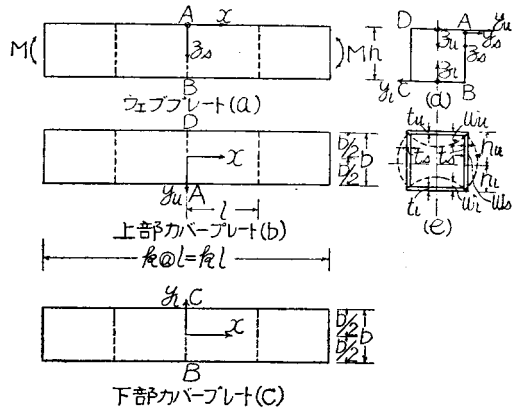 A x
M M
z_s
B
ウェブプレート(a)
h
D A y_u
z_u y_s
z_s
z_l
y_l C B
(d)
D
x
y_u A
b/2 b/2 b
l
上部カバープレート(b)
k@l=kl
t_u w_u
t_s t_s
h_u
h_l
t_l w_l w_s
(e)
y_l C
x
B
b/2 b/2 b
下部カバープレート(C)